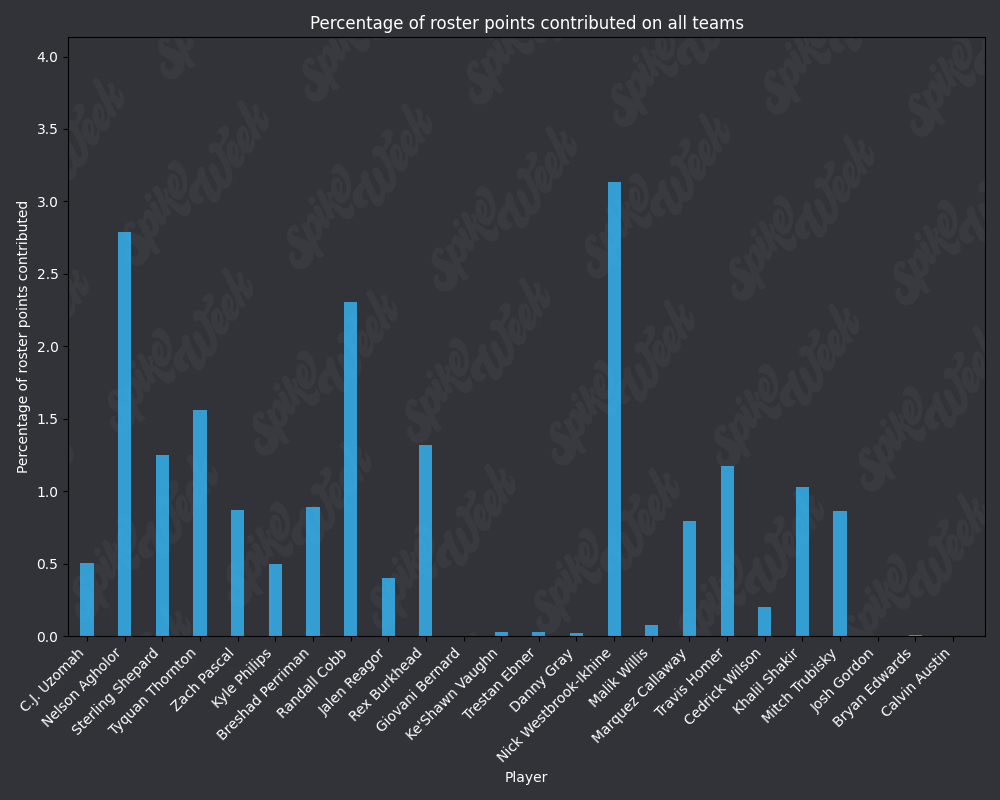 Percentage of roster points contributed on all teams
Percentage of roster points contributed
4.0
3.5
3.0
2.5
2.0
1.5
1.0
0.5
0.0
C.J. Uzomah
Nelson Agholor
Sterling Shepard
Tyquan Thornton
Zach Pascal
Kyle Philips
Breshad Perriman
Randall Cobb
Jalen Reagor
Rex Burkhead
Giovani Bernard
Ke'Shawn Vaughn
Trestan Ebner
Danny Gray
Nick Westbrook-Ikhine
Malik Willis
Marquez Callaway
Travis Homer
Cedrick Wilson
Khalil Shakir
Mitch Trubisky
Josh Gordon
Bryan Edwards
Calvin Austin
Player
Spike Week